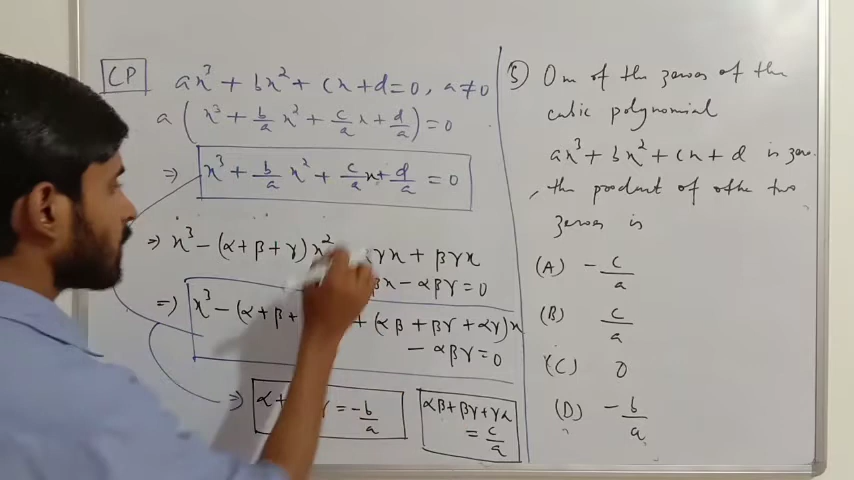 CP
ax³ + bx² + cx + d = 0, a ≠ 0
a ( x³ + b/a x² + c/a x + d/a ) = 0
⇒ x³ + b/a x² + c/a x + d/a = 0
⇒ x³ - (α + β + γ) x² γx + βγx
βx - αβγ = 0
⇒ x³ - (α + β + + (αβ + βγ + αγ) x
- αβγ = 0
⇒ α + γ = -b/a
αβ + βγ + γα
= c/a
5) One of the zeroes of the
cubic polynomial
ax³ + bx² + cx + d is zero.
, the product of othe two
zeroes is
(A) - c/a
(B) c/a
(C) 0
(D) - b/a